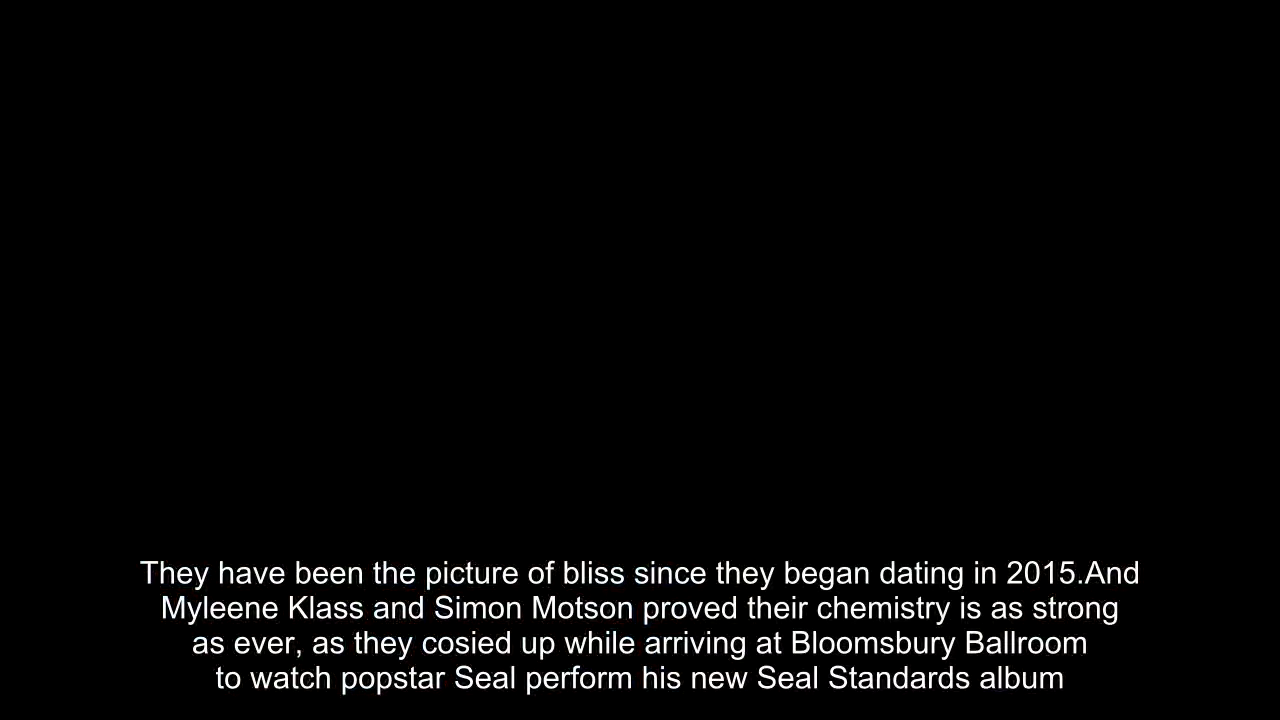 They have been the picture of bliss since they began dating in 2015.And
Myleene Klass and Simon Motson proved their chemistry is as strong
as ever, as they cosied up while arriving at Bloomsbury Ballroom
to watch popstar Seal perform his new Seal Standards album